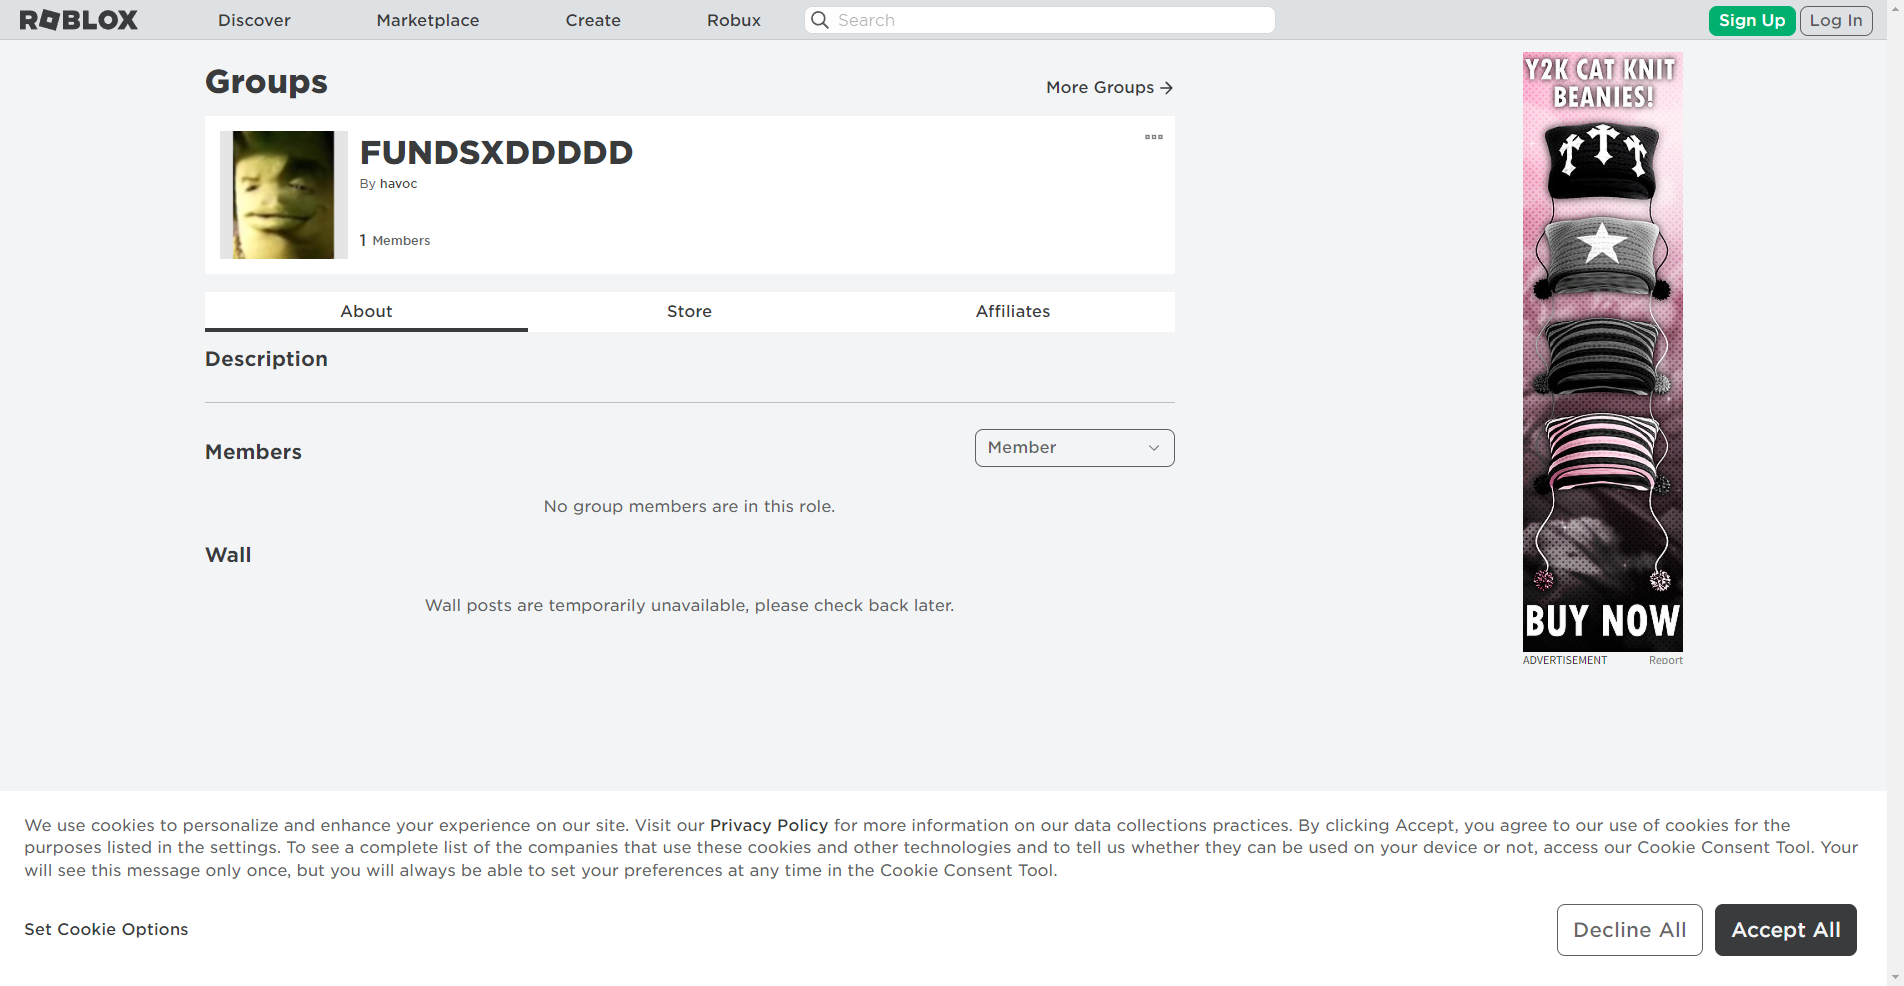 ROBLOX
Discover
Marketplace
Create
Robux
Search
Sign Up
Log In
Groups
More Groups
FUNDSXDDDDD
By havoc
1 Members
About
Store
Affiliates
Description
Members
Member
No group members are in this role.
Wall
Wall posts are temporarily unavailable, please check back later.
Y2K CAT KNIT
BEANIES!
BUY NOW
ADVERTISEMENT
Report
We use cookies to personalize and enhance your experience on our site. Visit our Privacy Policy for more information on our data collections practices. By clicking Accept, you agree to our use of cookies for the
purposes listed in the settings. To see a complete list of the companies that use these cookies and other technologies and to tell us whether they can be used on your device or not, access our Cookie Consent Tool. Your
will see this message only once, but you will always be able to set your preferences at any time in the Cookie Consent Tool.
Set Cookie Options
Decline All
Accept All